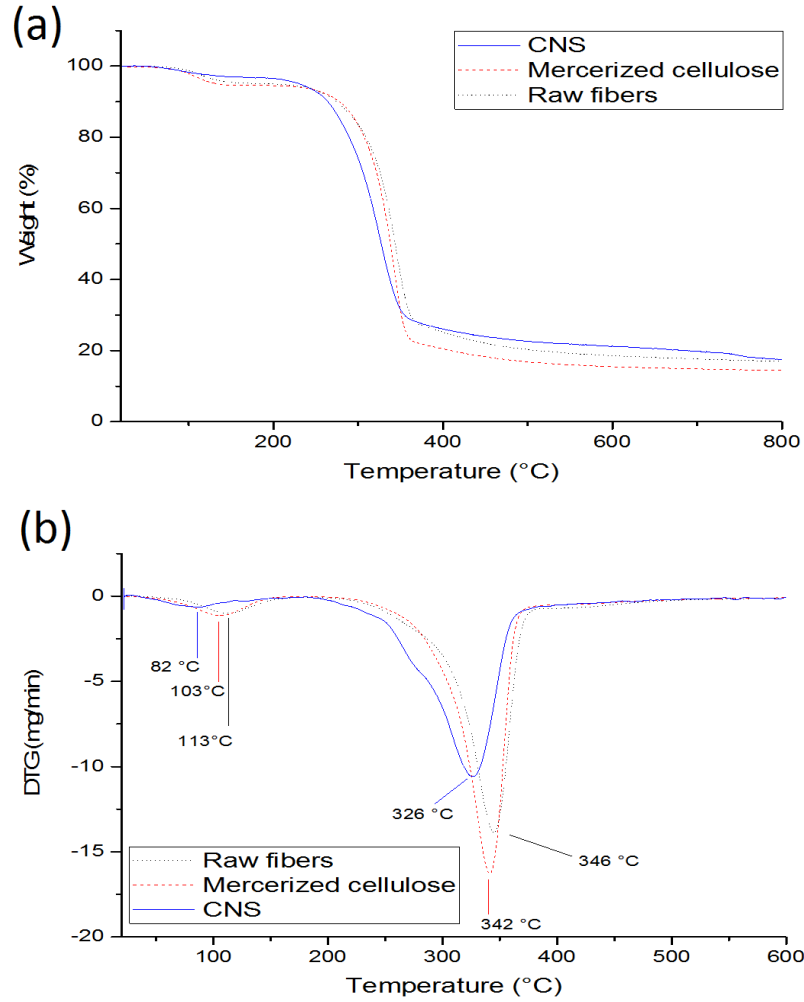 (a)
CNS
Mercerized cellulose
Raw fibers
100
80
60
40
20
0
Weight (%)
200
400
600
800
Temperature (°C)
(b)
0
-5
-10
-15
-20
DTG (mg/min)
82 °C
103°C
113°C
326 °C
346 °C
342 °C
Raw fibers
Mercerized cellulose
CNS
100
200
300
400
500
600
Temperature (°C)